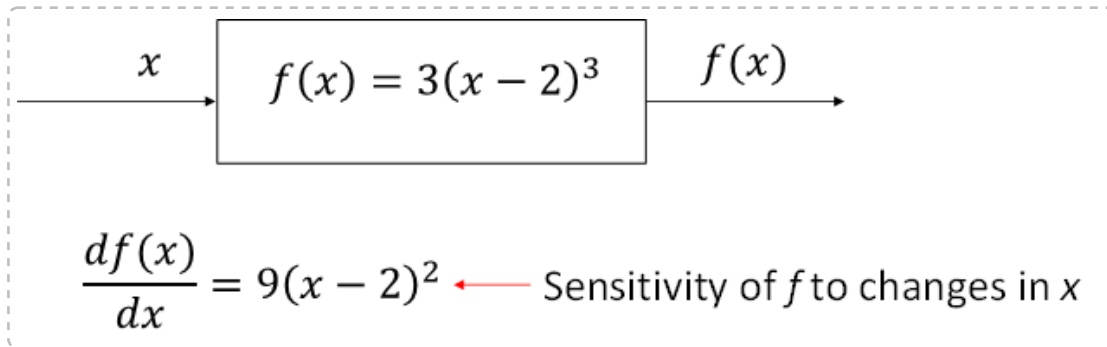 x
f(x) = 3(x − 2)³
f(x)
df(x)/dx = 9(x − 2)² Sensitivity of f to changes in x